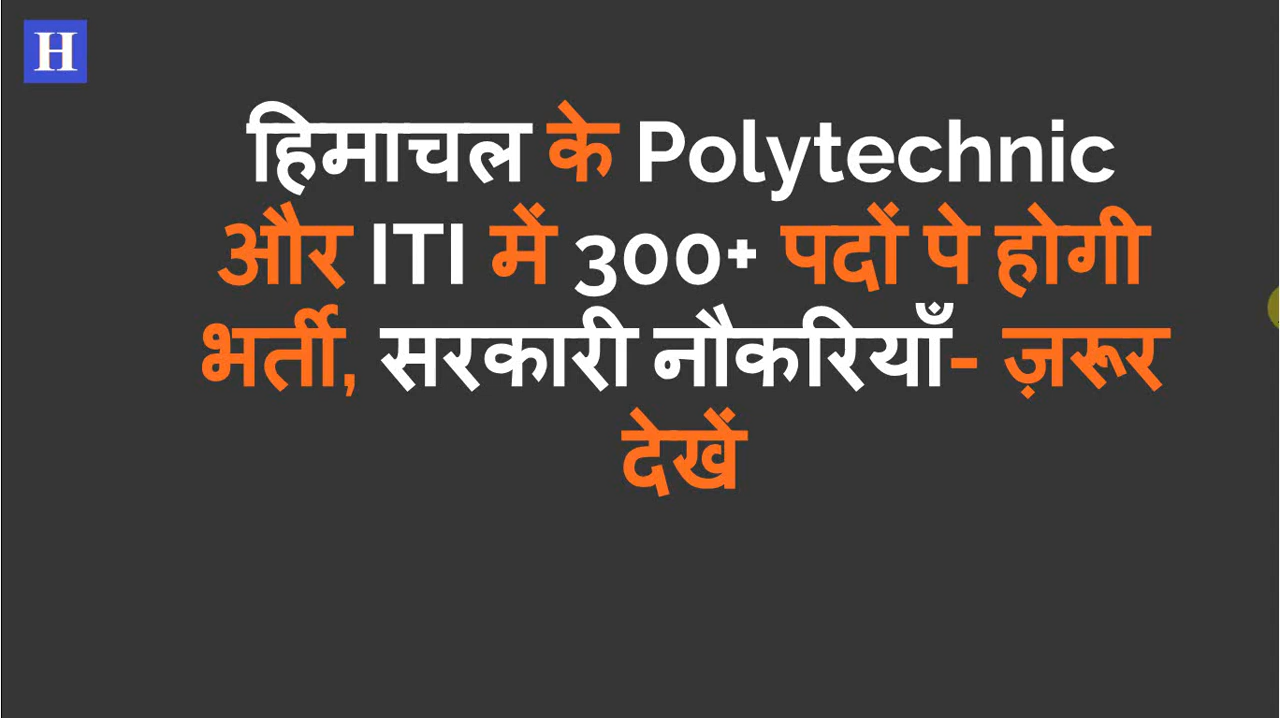 H
हिमाचल के Polytechnic
और ITI में 300+ पदों पे होगी
भर्ती, सरकारी नौकरियाँ- ज़रूर
देखें